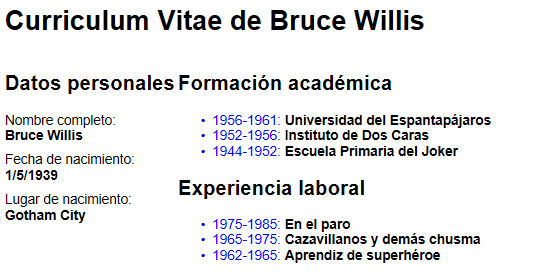 Curriculum Vitae de Bruce Willis
Datos personales
Nombre completo:
Bruce Willis
Fecha de nacimiento:
1/5/1939
Lugar de nacimiento:
Gotham City
Formación académica
• 1956-1961: Universidad del Espantapájaros
• 1952-1956: Instituto de Dos Caras
• 1944-1952: Escuela Primaria del Joker
Experiencia laboral
• 1975-1985: En el paro
• 1965-1975: Cazavillanos y demás chusma
• 1962-1965: Aprendiz de superhéroe